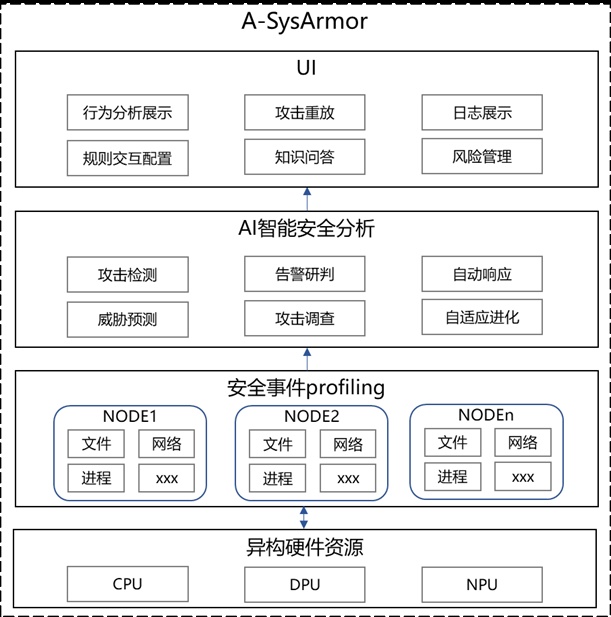 A-SysArmor
UI
行为分析展示 攻击重放 日志展示
规则交互配置 知识问答 风险管理
AI智能安全分析
攻击检测 告警研判 自动响应
威胁预测 攻击调查 自适应进化
安全事件profiling
NODE1 NODE2 NODEn
文件 网络 文件 网络 文件 网络
进程 xxx 进程 xxx 进程 xxx
异构硬件资源
CPU DPU NPU